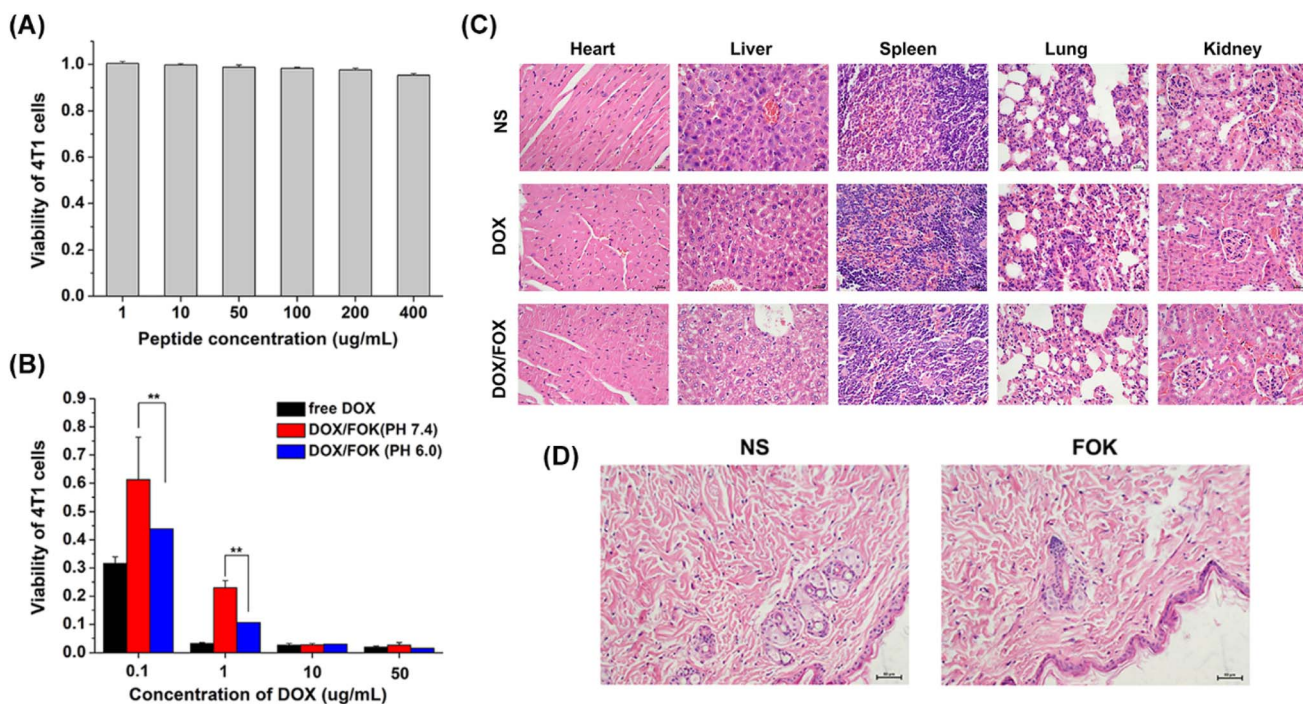 (A)
Viability of 4T1 cells
1.0
0.8
0.6
0.4
0.2
0.0
1 10 50 100 200 400
Peptide concentration (ug/mL)
(B)
Viability of 4T1 cells
0.9
0.8
0.7
0.6
0.5
0.4
0.3
0.2
0.1
0.0
**
**
free DOX
DOX/FOK(PH 7.4)
DOX/FOK (PH 6.0)
0.1 1 10 50
Concentration of DOX (ug/mL)
(C)
Heart Liver Spleen Lung Kidney
NS
DOX
DOX/FOX
(D)
NS FOK